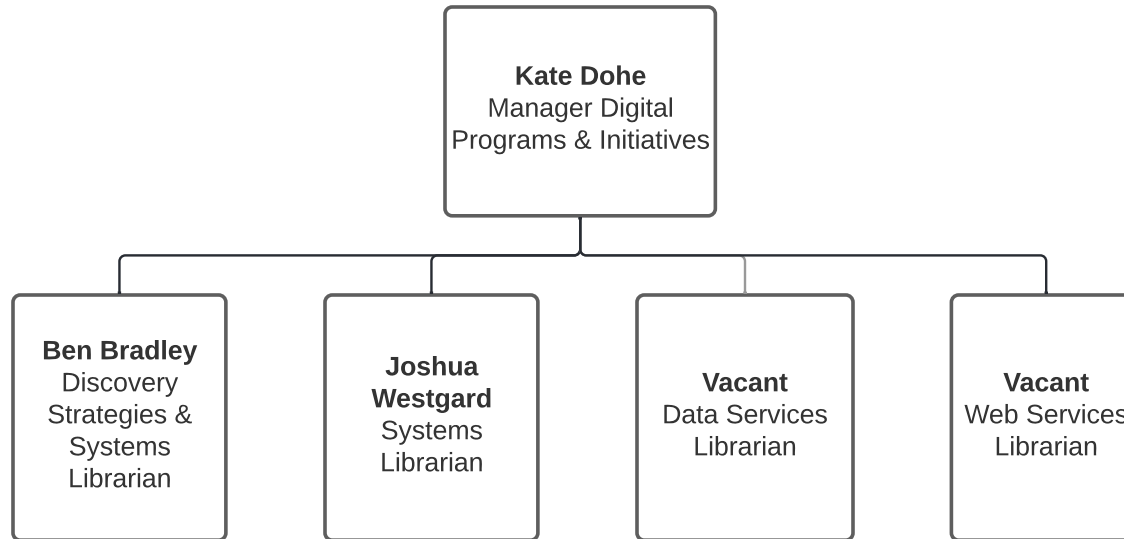 Kate Dohe
Manager Digital
Programs & Initiatives
Ben Bradley
Discovery
Strategies &
Systems
Librarian
Joshua
Westgard
Systems
Librarian
Vacant
Data Services
Librarian
Vacant
Web Services
Librarian